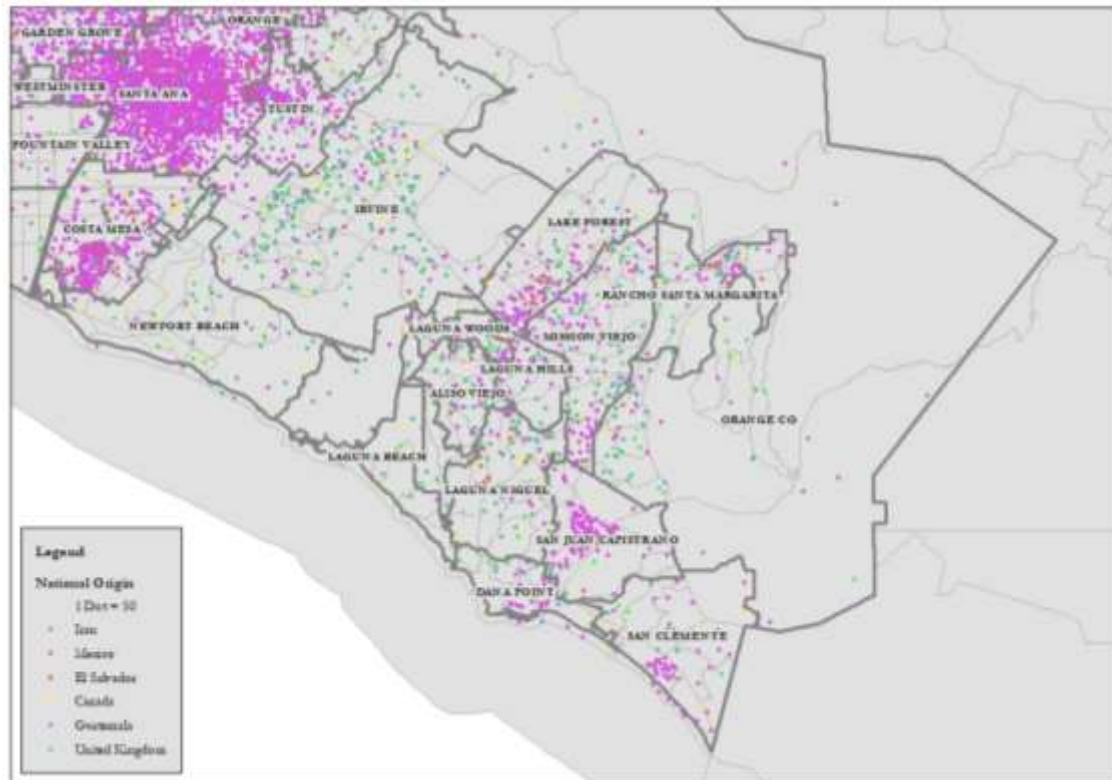 ORANGE
GARDEN GROVE
WESTMINSTER
SANTA ANA
TUSTIN
FOUNTAIN VALLEY
IRVINE
LAKE FOREST
COSTA MESA
RANCHO SANTA MARGARITA
NEWPORT BEACH
LAGUNA WOODS
MISSION VIEJO
LAGUNA HILLS
ALISO VIEJO
ORANGE CO
LAGUNA BEACH
LAGUNA NIGUEL
SAN JUAN CAPISTRANO
DANA POINT
SAN CLEMENTE
Legend
National Origin
1 Dot = 50
Iran
Mexico
El Salvador
Canada
Guatemala
United Kingdom